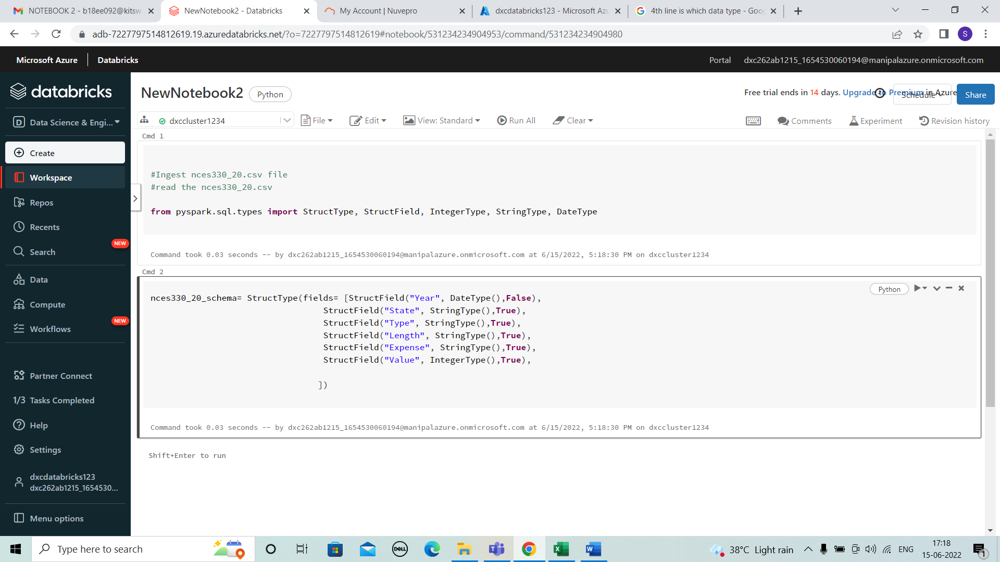 NOTEBOOK 2 - b18ee092@kitsw.
NewNotebook2 - Databricks
My Account | Nuvepro
dxcdatabricks123 - Microsoft Azu
4th line is which data type - Goo
adb-7227797514812619.19.azuredatabricks.net/?o=7227797514812619#notebook/531234234904953/command/531234234904980
S
Microsoft Azure
Databricks
Portal
dxc262ab1215_1654530060194@manipalazure.onmicrosoft.com
databricks
NewNotebook2
Python
Free trial ends in 14 days. Upgrade to Premium in Azure
Schedule
Share
D
Data Science & Engi...
dxccluster1234
File
Edit
View: Standard
Run All
Clear
Comments
Experiment
Revision history
Create
Workspace
Repos
Recents
NEW
Search
Data
Compute
NEW
Workflows
Partner Connect
1/3 Tasks Completed
Help
Settings
dxcdatabricks123
dxc262ab1215_1654530...
Menu options
Cmd 1
#Ingest nces330_20.csv file
#read the nces330_20.csv
from pyspark.sql.types import StructType, StructField, IntegerType, StringType, DateType
Command took 0.03 seconds -- by dxc262ab1215_1654530060194@manipalazure.onmicrosoft.com at 6/15/2022, 5:18:30 PM on dxccluster1234
Cmd 2
Python
nces330_20_schema= StructType(fields= [StructField("Year", DateType(),False),
StructField("State", StringType(),True),
StructField("Type", StringType(),True),
StructField("Length", StringType(),True),
StructField("Expense", StringType(),True),
StructField("Value", IntegerType(),True),
])
Command took 0.03 seconds -- by dxc262ab1215_1654530060194@manipalazure.onmicrosoft.com at 6/15/2022, 5:18:30 PM on dxccluster1234
Shift+Enter to run
Type here to search
DELL
38°C Light rain
ENG
17:18
15-06-2022
1